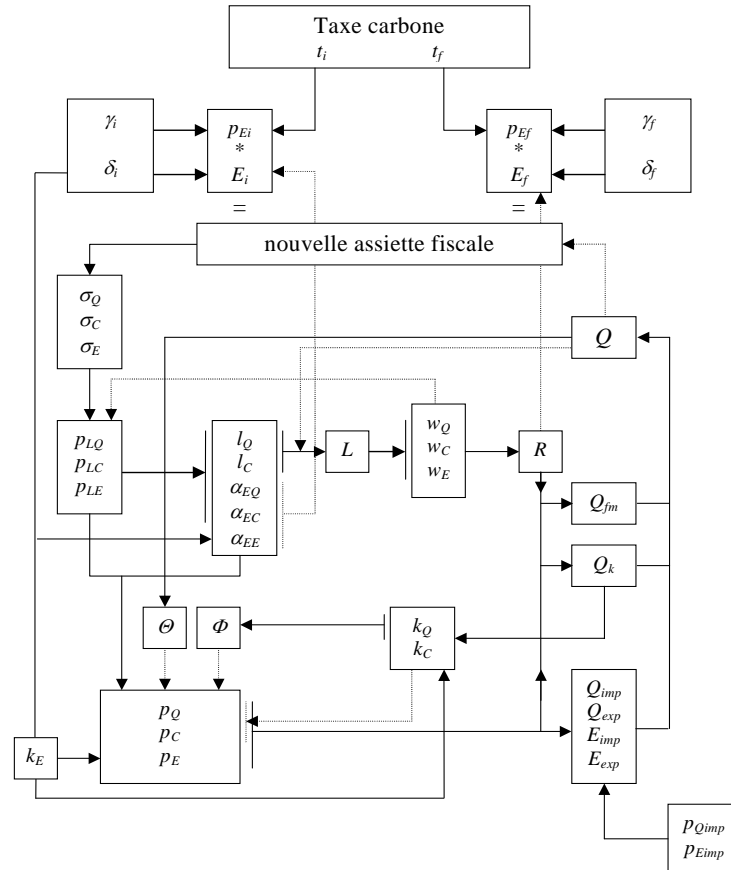 Taxe carbone
t_i t_f
γ_i p_Ei p_Ef γ_f
* *
δ_i E_i E_f δ_f
= =
nouvelle assiette fiscale
σ_Q
σ_C
σ_E
Q
p_LQ
p_LC
p_LE
l_Q
l_C
α_EQ
α_EC
α_EE
L
w_Q
w_C
w_E
R
Q_fm
Q_k
Θ Φ
k_Q
k_C
p_Q
p_C
p_E
k_E
Q_imp
Q_exp
E_imp
E_exp
p_Qimp
p_Eimp